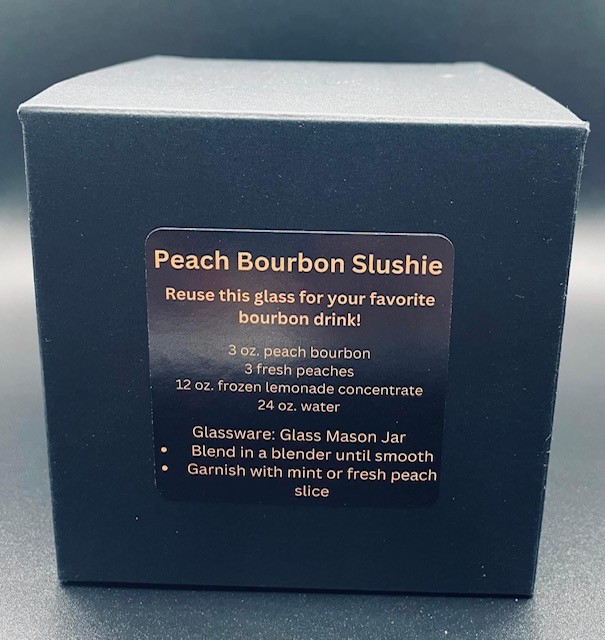 Peach Bourbon Slushie
Reuse this glass for your favorite
bourbon drink!
3 oz. peach bourbon
3 fresh peaches
12 oz. frozen lemonade concentrate
24 oz. water
Glassware: Glass Mason Jar
• Blend in a blender until smooth
• Garnish with mint or fresh peach
slice